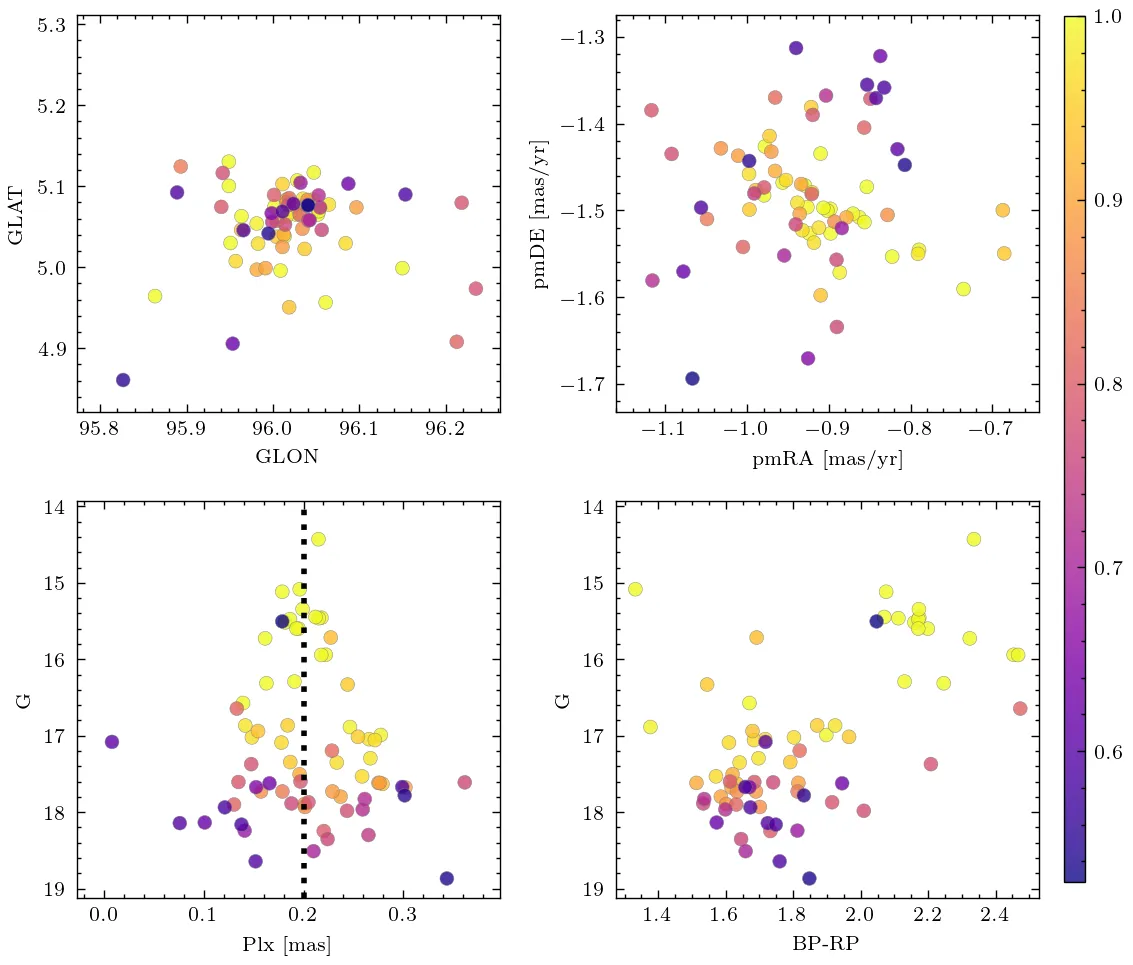 5.3
5.2
5.1
5.0
4.9
GLAT
95.8 95.9 96.0 96.1 96.2
GLON
−1.3
−1.4
−1.5
−1.6
−1.7
pmDE [mas/yr]
−1.1 −1.0 −0.9 −0.8 −0.7
pmRA [mas/yr]
1.0
0.9
0.8
0.7
0.6
14
15
16
17
18
19
G
0.0 0.1 0.2 0.3
Plx [mas]
14
15
16
17
18
19
G
1.4 1.6 1.8 2.0 2.2 2.4
BP-RP